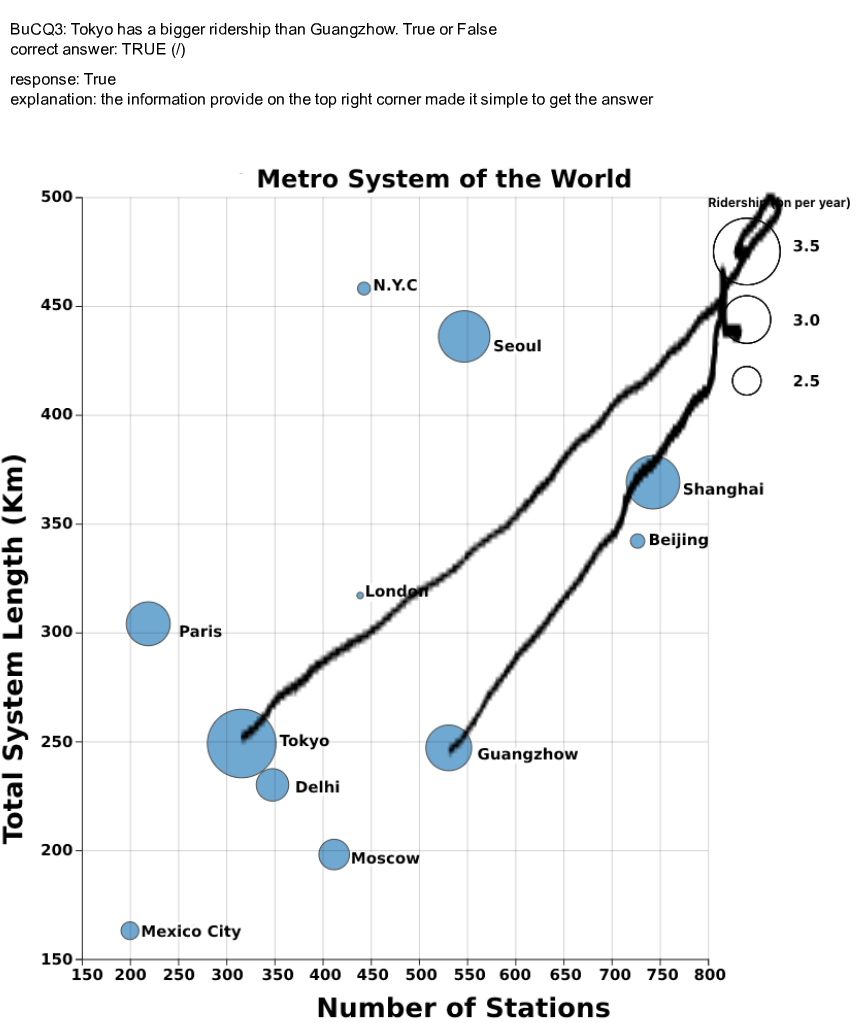 BuCQ3: Tokyo has a bigger ridership than Guangzhow. True or False
correct answer: TRUE (/)
response: True
explanation: the information provide on the top right corner made it simple to get the answer
Metro System of the World
Ridership (bn per year)
3.5
3.0
2.5
500
450
400
350
300
250
200
150
Total System Length (Km)
N.Y.C
Seoul
Shanghai
Beijing
London
Paris
Tokyo
Guangzhow
Delhi
Moscow
Mexico City
150 200 250 300 350 400 450 500 550 600 650 700 750 800
Number of Stations